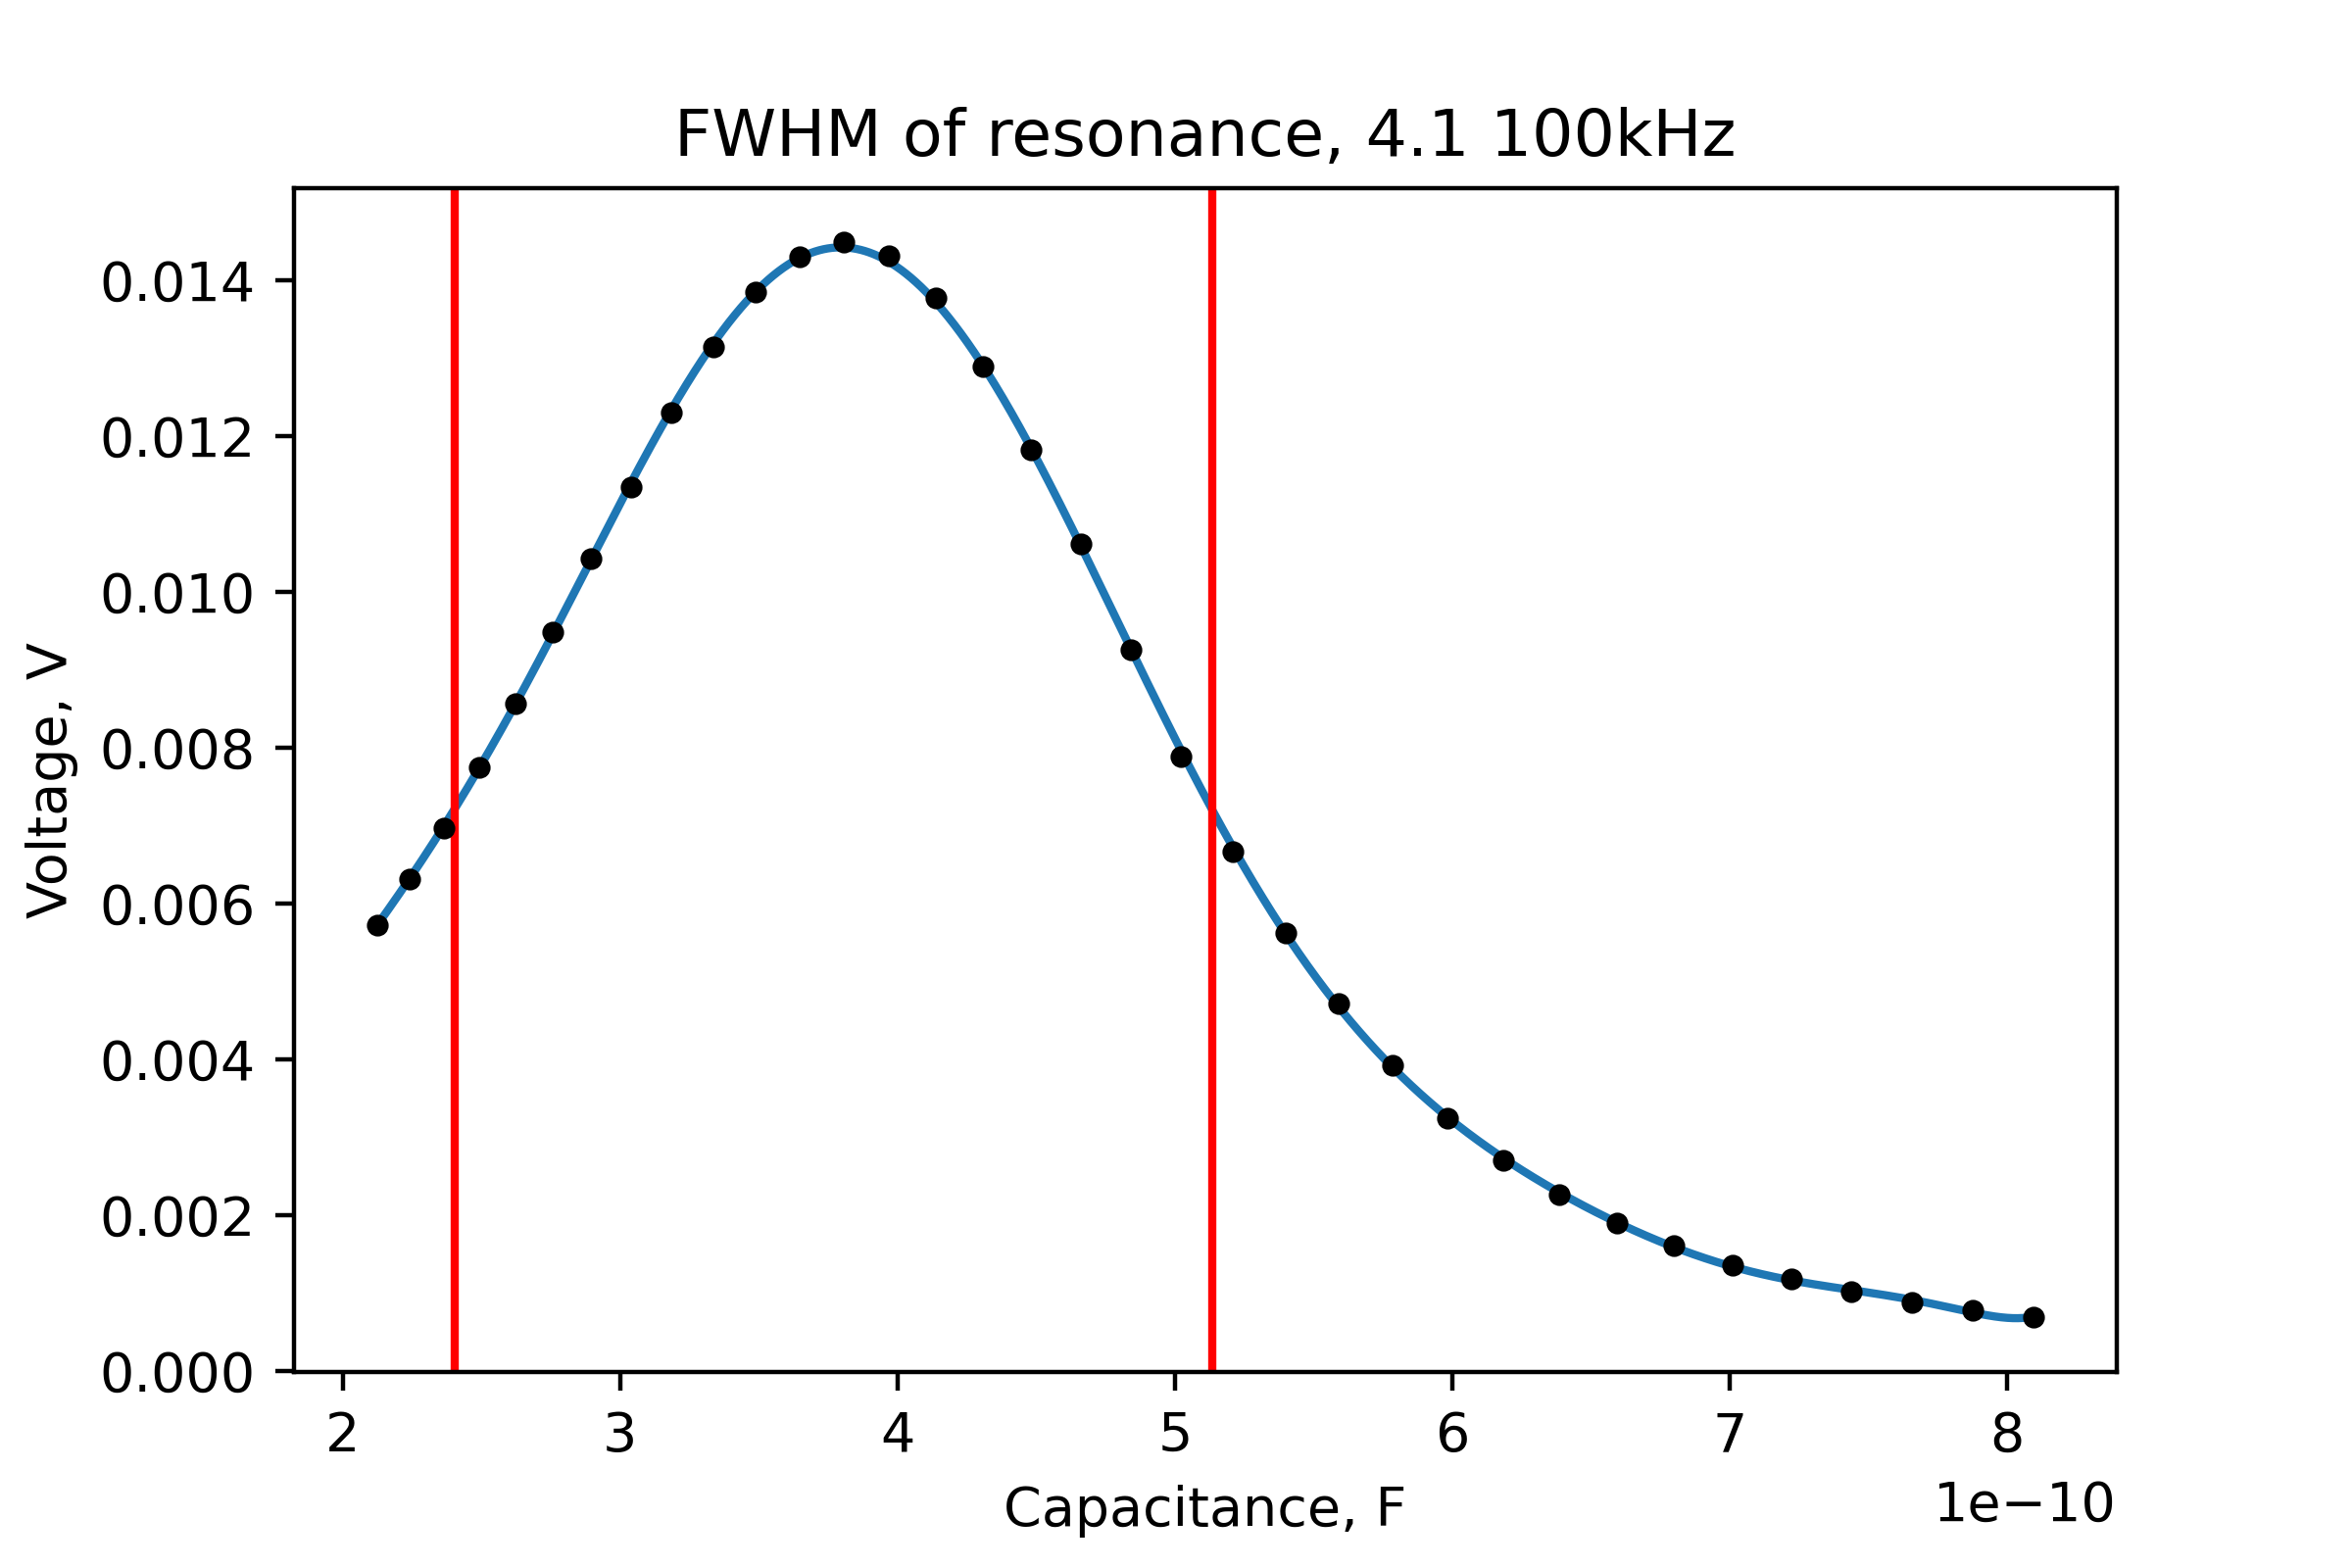 FWHM of resonance, 4.1 100kHz
Voltage, V
0.014
0.012
0.010
0.008
0.006
0.004
0.002
0.000
2 3 4 5 6 7 8
Capacitance, F
1e−10